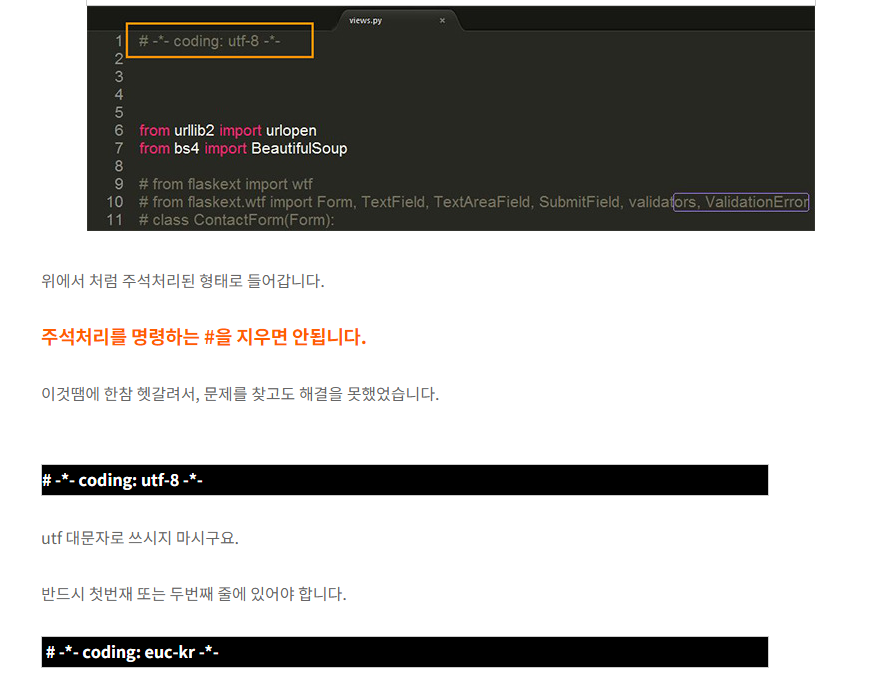 views.py ×
1 # -*- coding: utf-8 -*-
2
3
4
5
6 from urllib2 import urlopen
7 from bs4 import BeautifulSoup
8
9 # from flaskext import wtf
10 # from flaskext.wtf import Form, TextField, TextAreaField, SubmitField, validators, ValidationError
11 # class ContactForm(Form):
위에서 처럼 주석처리된 형태로 들어갑니다.
주석처리를 명령하는 #을 지우면 안됩니다.
이것땜에 한참 헷갈려서, 문제를 찾고도 해결을 못했었습니다.
# -*- coding: utf-8 -*-
utf 대문자로 쓰시지 마시구요.
반드시 첫번재 또는 두번째 줄에 있어야 합니다.
# -*- coding: euc-kr -*-